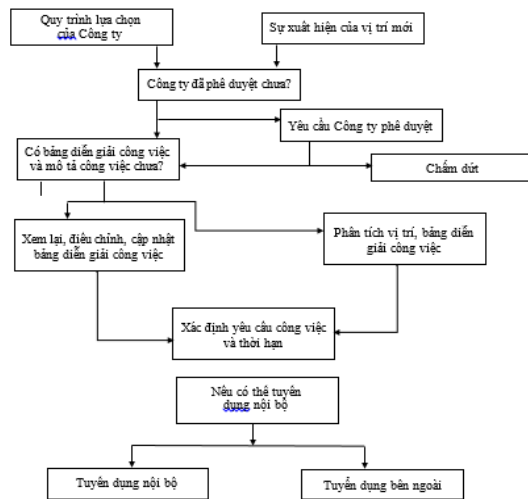 Quy trình lựa chọn
của Công ty
Sự xuất hiện của vị trí mới
Công ty đã phê duyệt chưa?
Yêu cầu Công ty phê duyệt
Có bảng diễn giải công việc
và mô tả công việc chưa?
Chấm dứt
Xem lại, điều chỉnh, cập nhật
bảng diễn giải công việc
Phân tích vị trí, bảng diễn
giải công việc
Xác định yêu cầu công việc
và thời hạn
Nếu có thể tuyển
dụng nội bộ
Tuyển dụng nội bộ
Tuyển dụng bên ngoài